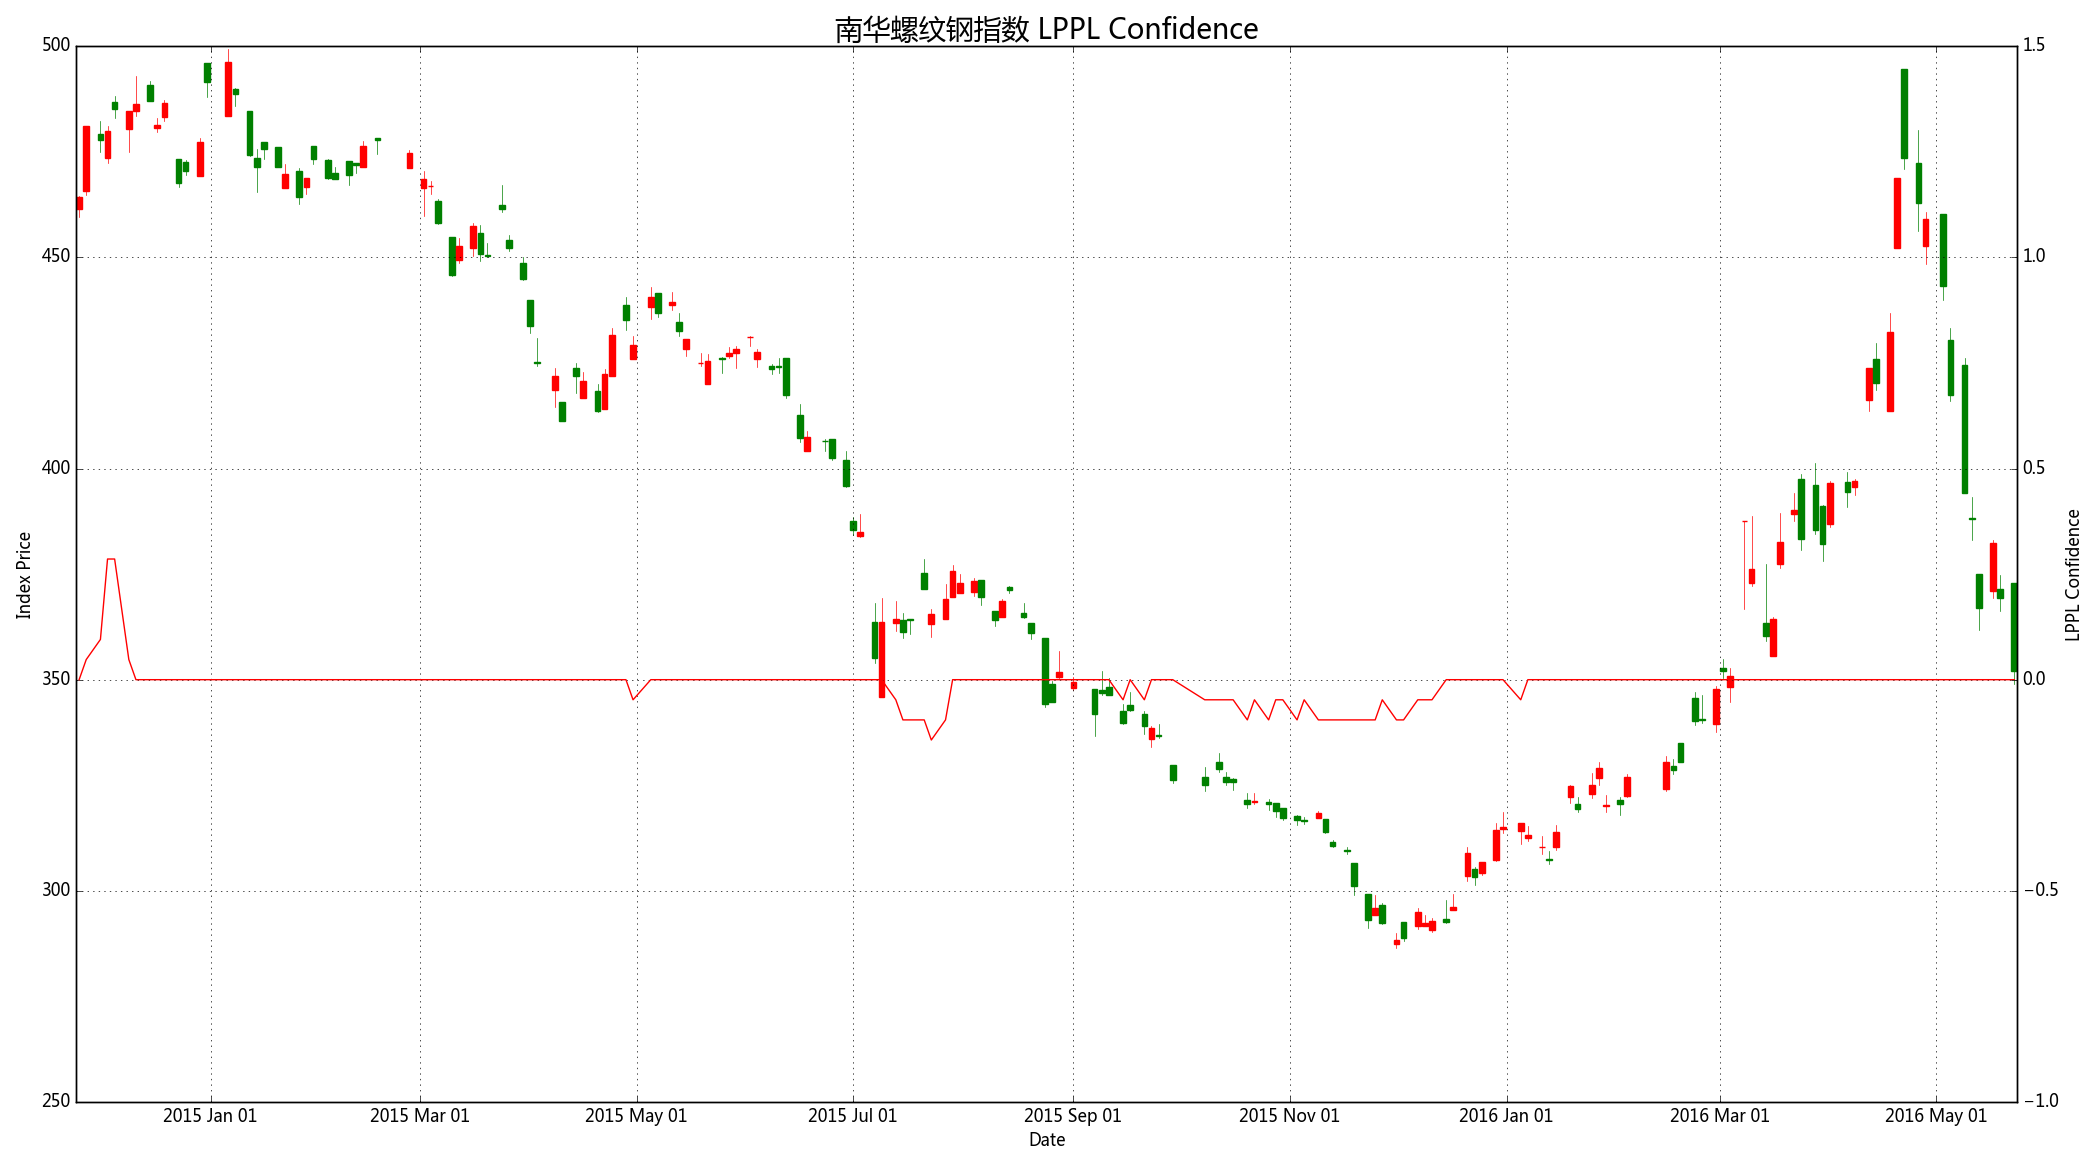 南华螺纹钢指数 LPPL Confidence
500
450
400
350
300
250
Index Price
1.5
1.0
0.5
0.0
−0.5
−1.0
LPPL Confidence
2015 Jan 01
2015 Mar 01
2015 May 01
2015 Jul 01
2015 Sep 01
2015 Nov 01
2016 Jan 01
2016 Mar 01
2016 May 01
Date